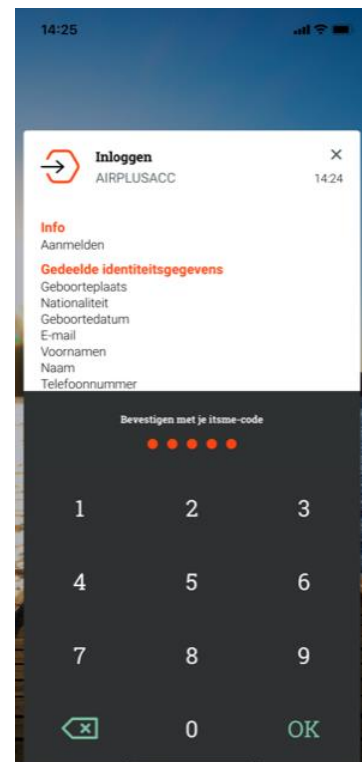 14:25
Inloggen
AIRPLUSACC
14:24
Info
Aanmelden
Gedeelde identiteitsgegevens
Geboorteplaats
Nationaliteit
Geboortedatum
E-mail
Voornamen
Naam
Telefoonnummer
Bevestigen met je itsme-code
1 2 3
4 5 6
7 8 9
0 OK